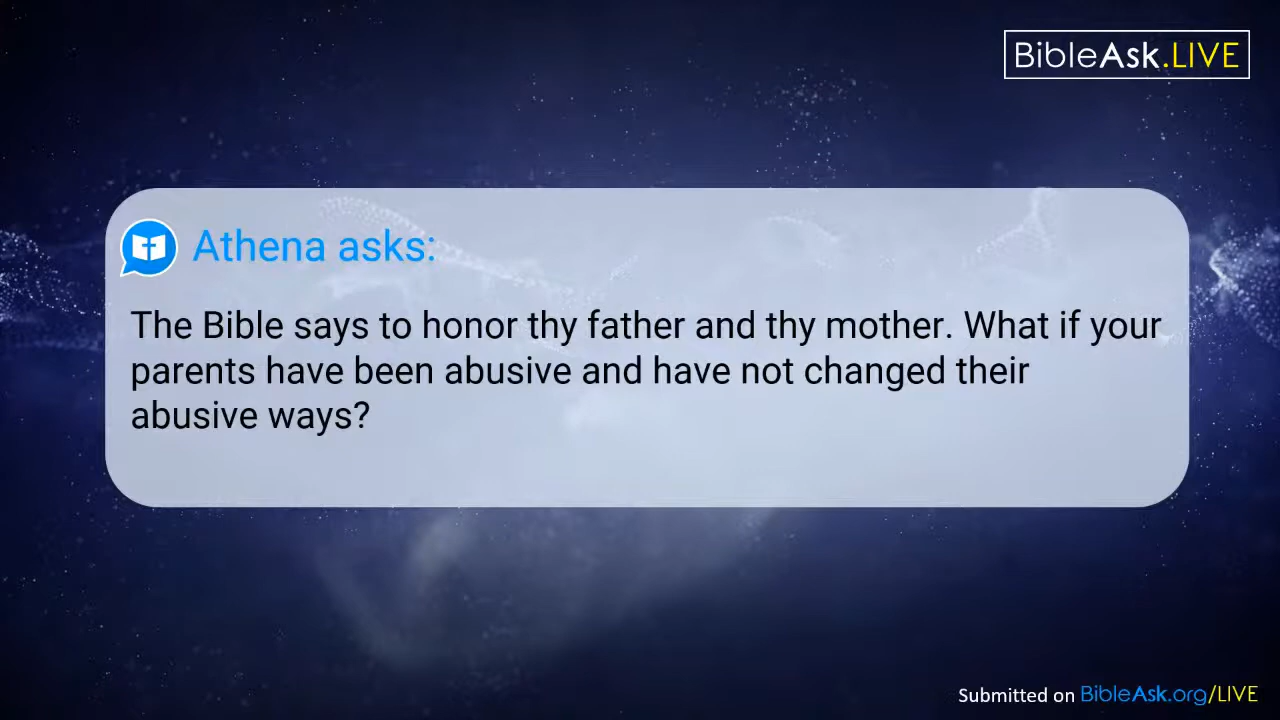 BibleAsk.LIVE
Athena asks:
The Bible says to honor thy father and thy mother. What if your
parents have been abusive and have not changed their
abusive ways?
Submitted on BibleAsk.org/LIVE